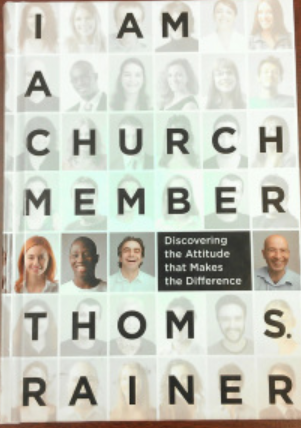 I AM
A
CHURCH
MEMBER
Discovering
the Attitude
that Makes
the Difference
THOM S.
RAINER